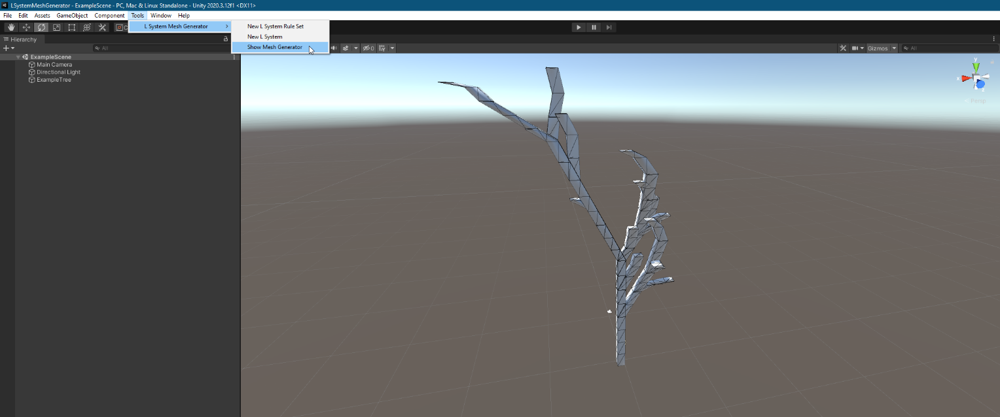 LSystemMeshGenerator - ExampleScene - PC, Mac & Linux Standalone - Unity 2020.3.12f1 <DX11>
File Edit Assets GameObject Component Tools Window Help
L System Mesh Generator
New L System Rule Set
New L System
Show Mesh Generator
Hierarchy
All
0
Gizmos
All
ExampleScene
Main Camera
Directional Light
ExampleTree
y
x
z
Persp